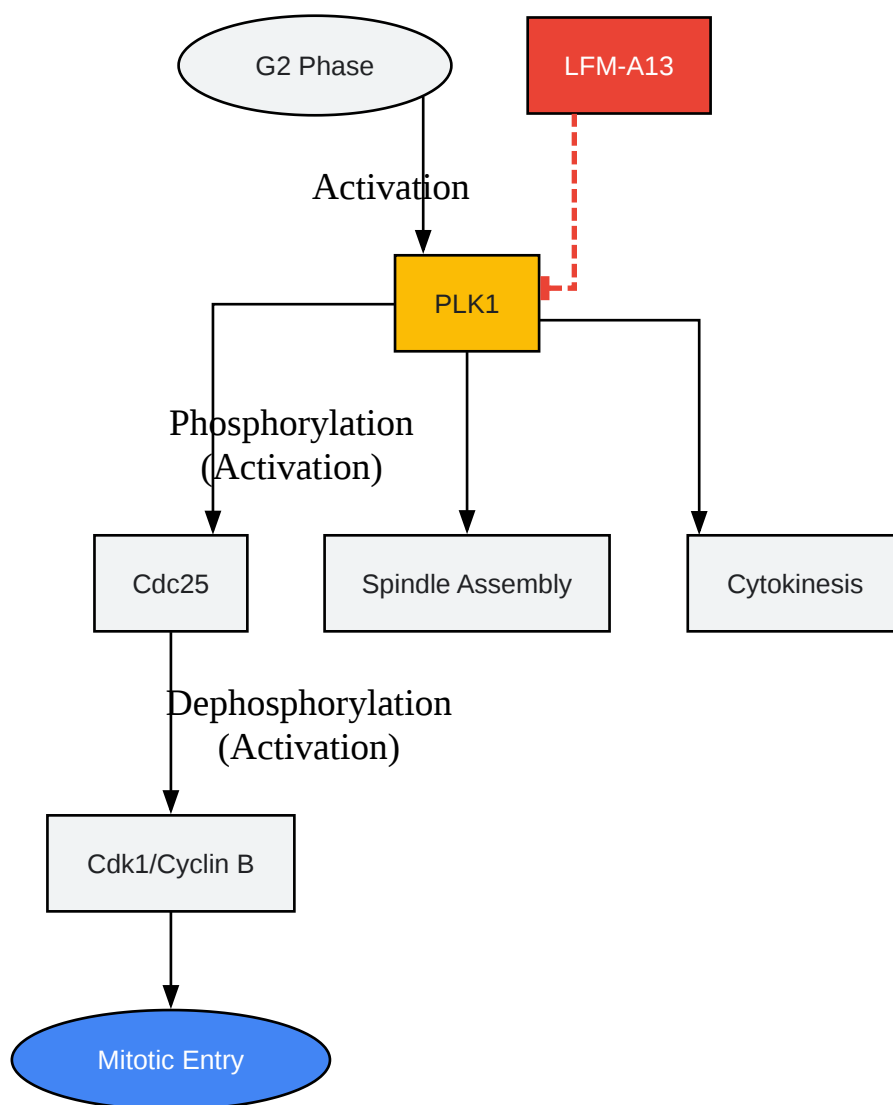 G2 Phase
LFM-A13
Activation
PLK1
Phosphorylation
(Activation)
Cdc25
Spindle Assembly
Cytokinesis
Dephosphorylation
(Activation)
Cdk1/Cyclin B
Mitotic Entry